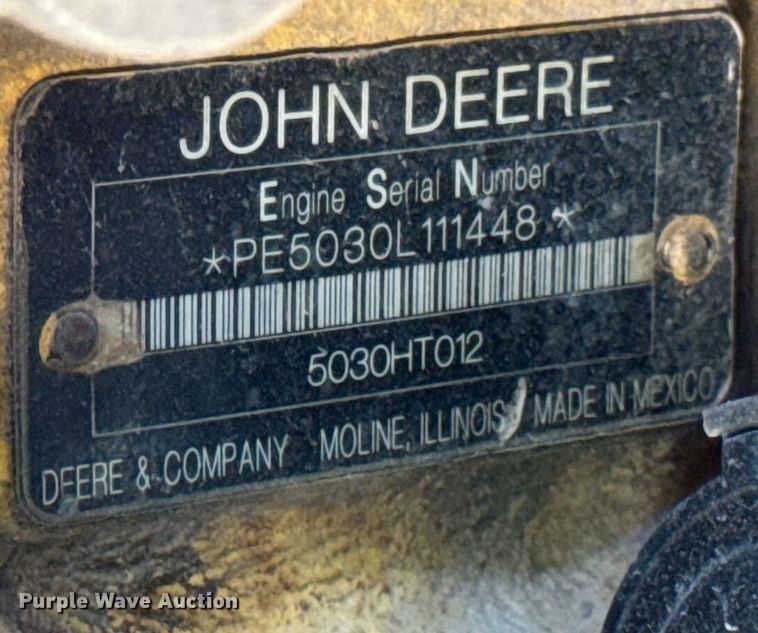 JOHN DEERE
Engine Serial Number
*PE5030L111448*
5030HT012
DEERE & COMPANY MOLINE, ILLINOIS MADE IN MEXICO
Purple Wave Auction